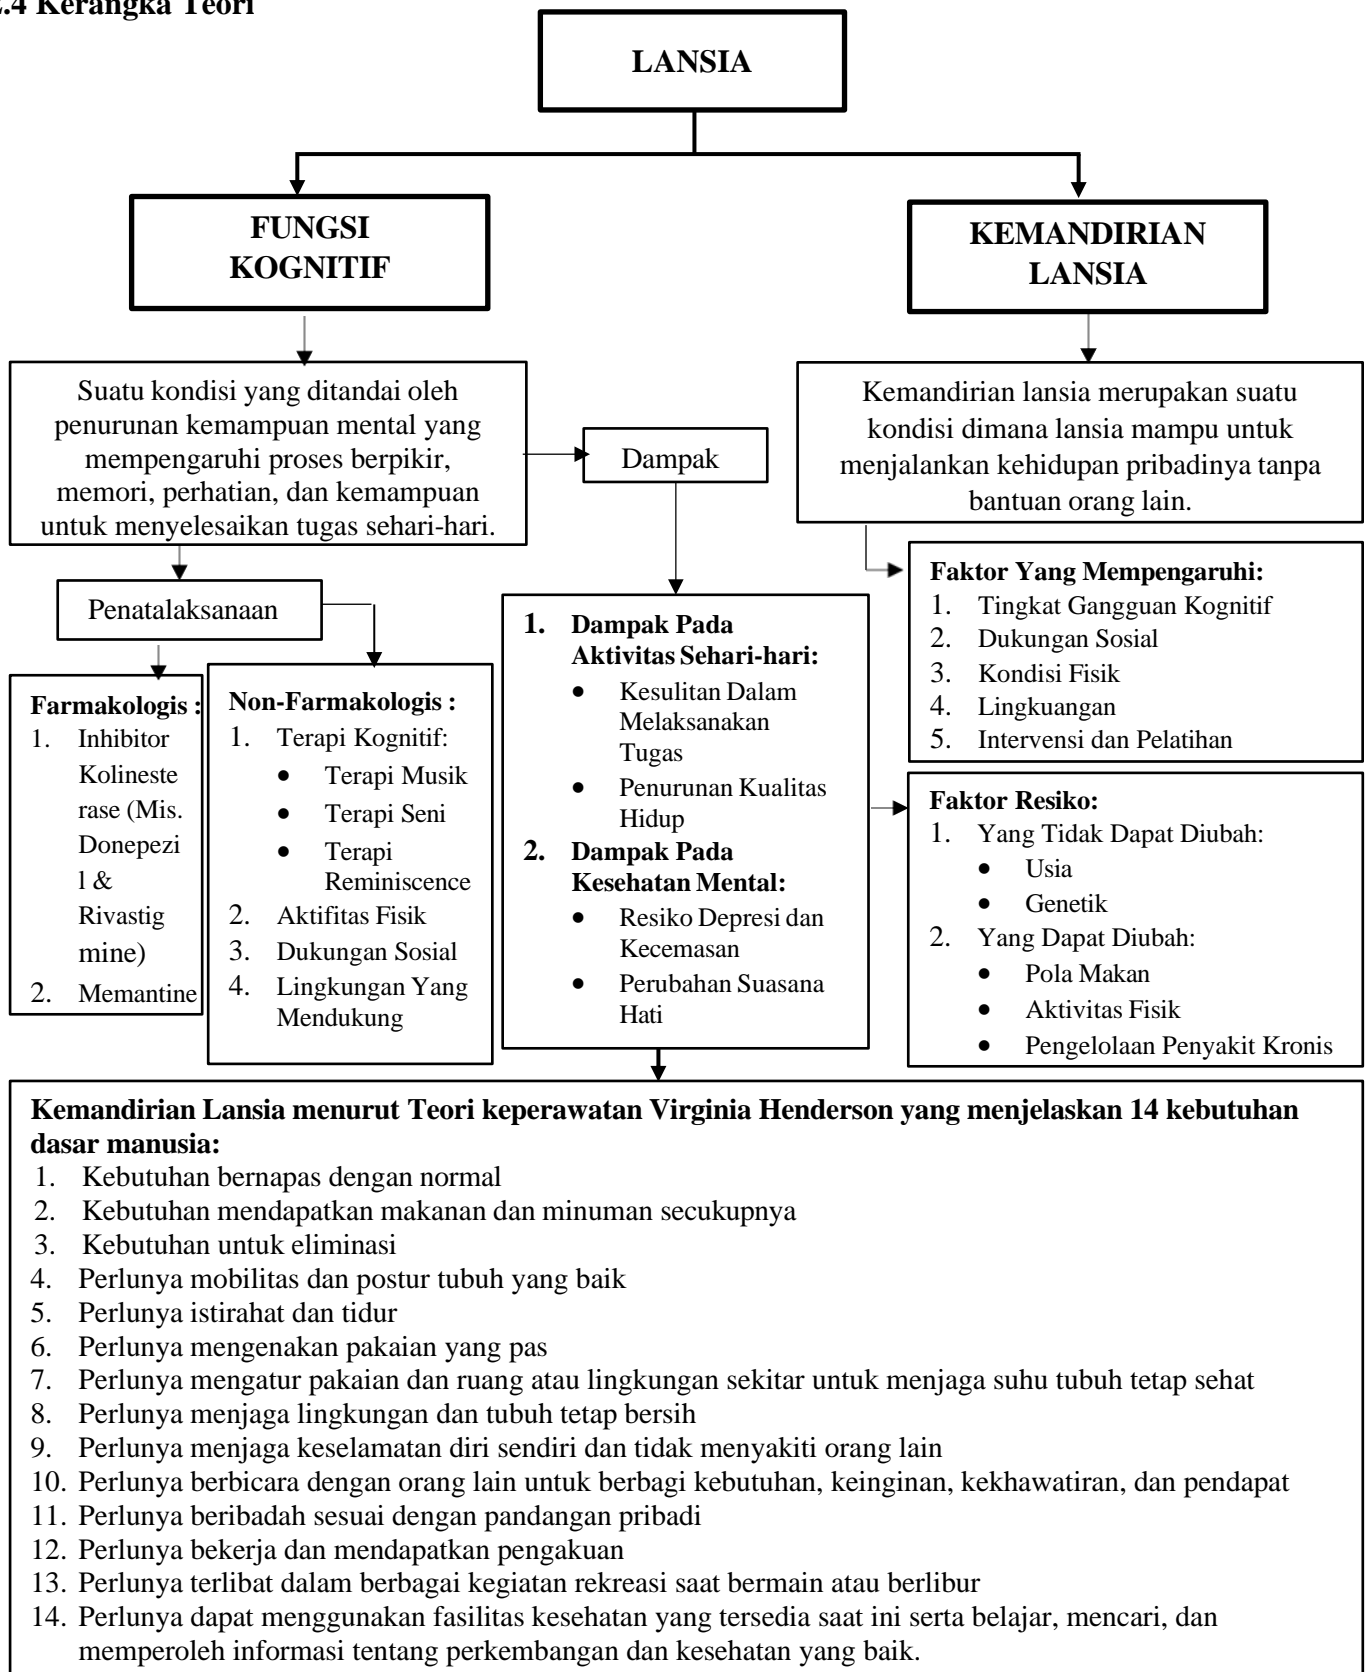 2.4 Kerangka Teori
LANSIA
FUNGSI
KOGNITIF
KEMANDIRIAN
LANSIA
Suatu kondisi yang ditandai oleh
penurunan kemampuan mental yang
mempengaruhi proses berpikir,
memori, perhatian, dan kemampuan
untuk menyelesaikan tugas sehari-hari.
Dampak
Kemandirian lansia merupakan suatu
kondisi dimana lansia mampu untuk
menjalankan kehidupan pribadinya tanpa
bantuan orang lain.
Penatalaksanaan
Farmakologis :
1. Inhibitor
Kolineste
rase (Mis.
Donepezi
l &
Rivastig
mine)
2. Memantine
Non-Farmakologis :
1. Terapi Kognitif:
• Terapi Musik
• Terapi Seni
• Terapi
Reminiscence
2. Aktifitas Fisik
3. Dukungan Sosial
4. Lingkungan Yang
Mendukung
1. Dampak Pada
Aktivitas Sehari-hari:
• Kesulitan Dalam
Melaksanakan
Tugas
• Penurunan Kualitas
Hidup
2. Dampak Pada
Kesehatan Mental:
• Resiko Depresi dan
Kecemasan
• Perubahan Suasana
Hati
Faktor Yang Mempengaruhi:
1. Tingkat Gangguan Kognitif
2. Dukungan Sosial
3. Kondisi Fisik
4. Lingkuangan
5. Intervensi dan Pelatihan
Faktor Resiko:
1. Yang Tidak Dapat Diubah:
• Usia
• Genetik
2. Yang Dapat Diubah:
• Pola Makan
• Aktivitas Fisik
• Pengelolaan Penyakit Kronis
Kemandirian Lansia menurut Teori keperawatan Virginia Henderson yang menjelaskan 14 kebutuhan
dasar manusia:
1. Kebutuhan bernapas dengan normal
2. Kebutuhan mendapatkan makanan dan minuman secukupnya
3. Kebutuhan untuk eliminasi
4. Perlunya mobilitas dan postur tubuh yang baik
5. Perlunya istirahat dan tidur
6. Perlunya mengenakan pakaian yang pas
7. Perlunya mengatur pakaian dan ruang atau lingkungan sekitar untuk menjaga suhu tubuh tetap sehat
8. Perlunya menjaga lingkungan dan tubuh tetap bersih
9. Perlunya menjaga keselamatan diri sendiri dan tidak menyakiti orang lain
10. Perlunya berbicara dengan orang lain untuk berbagi kebutuhan, keinginan, kekhawatiran, dan pendapat
11. Perlunya beribadah sesuai dengan pandangan pribadi
12. Perlunya bekerja dan mendapatkan pengakuan
13. Perlunya terlibat dalam berbagai kegiatan rekreasi saat bermain atau berlibur
14. Perlunya dapat menggunakan fasilitas kesehatan yang tersedia saat ini serta belajar, mencari, dan
memperoleh informasi tentang perkembangan dan kesehatan yang baik.